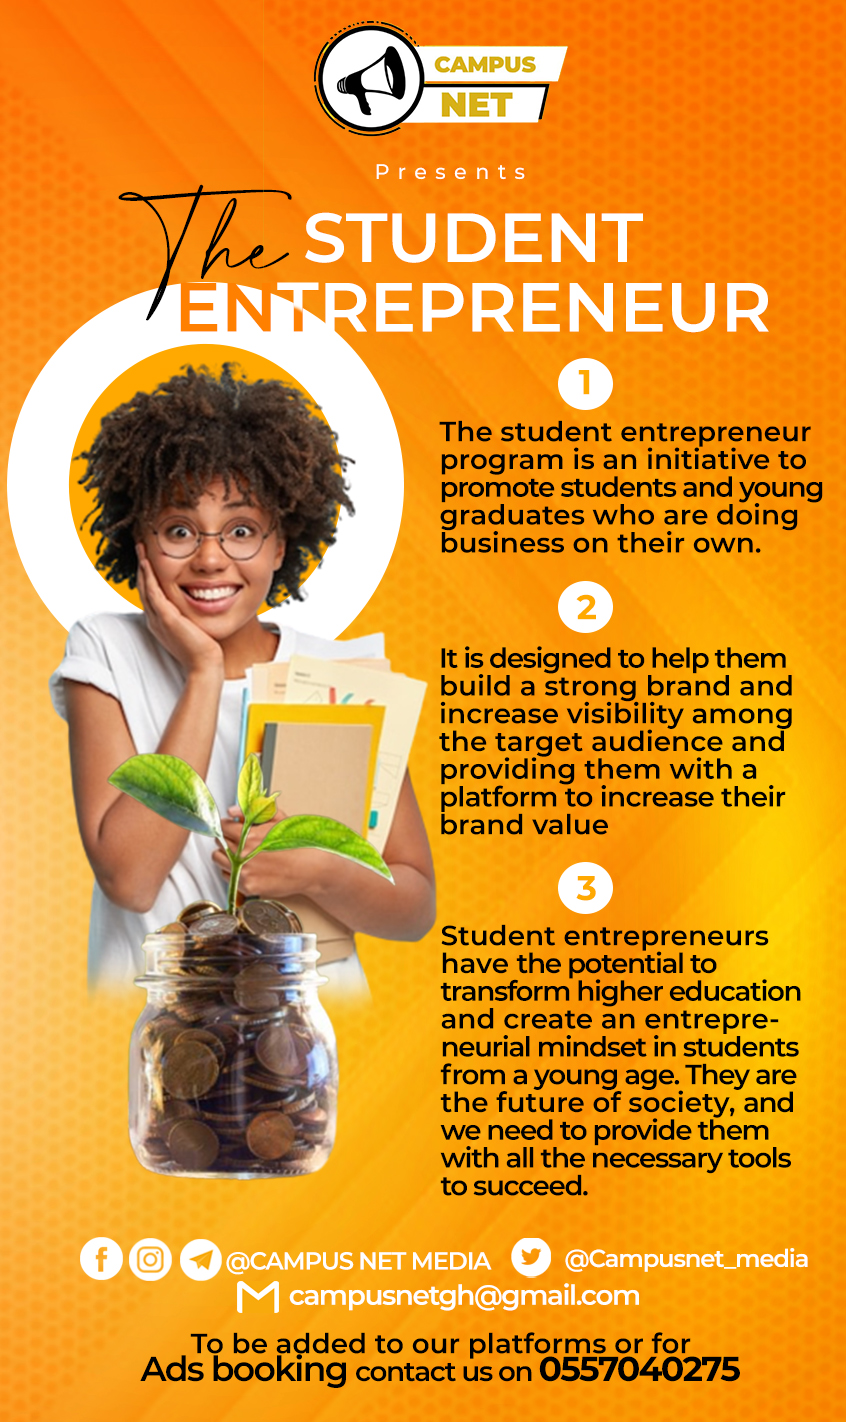 CAMPUS
NET
Presents
The STUDENT
ENTREPRENEUR
1
The student entrepreneur
program is an initiative to
promote students and young
graduates who are doing
business on their own.
2
It is designed to help them
build a strong brand and
increase visibility among
the target audience and
providing them with a
platform to increase their
brand value
3
Student entrepreneurs
have the potential to
transform higher education
and create an entrepre-
neurial mindset in students
from a young age. They are
the future of society, and
we need to provide them
with all the necessary tools
to succeed.
@CAMPUS NET MEDIA @Campusnet_media
campusnetgh@gmail.com
To be added to our platforms or for
Ads booking contact us on 0557040275